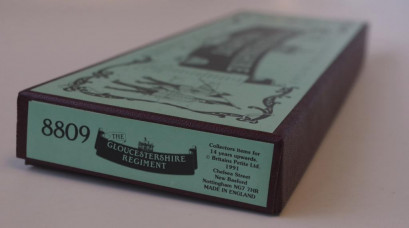 8809
THE
GLOUCESTERSHIRE
REGIMENT
Collectors items for
14 years upwards.
© Britains Petite Ltd.
1991
Chelsea Street
New Basford
Nottingham NG7 7HR
MADE IN ENGLAND